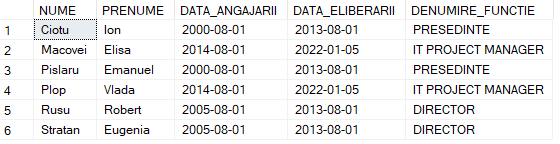 NUME PRENUME DATA_ANGAJARII DATA_ELIBERARII DENUMIRE_FUNCTIE
1 Ciotu Ion 2000-08-01 2013-08-01 PRESEDINTE
2 Macovei Elisa 2014-08-01 2022-01-05 IT PROJECT MANAGER
3 Pislaru Emanuel 2000-08-01 2013-08-01 PRESEDINTE
4 Plop Vlada 2014-08-01 2022-01-05 IT PROJECT MANAGER
5 Rusu Robert 2005-08-01 2013-08-01 DIRECTOR
6 Stratan Eugenia 2005-08-01 2013-08-01 DIRECTOR